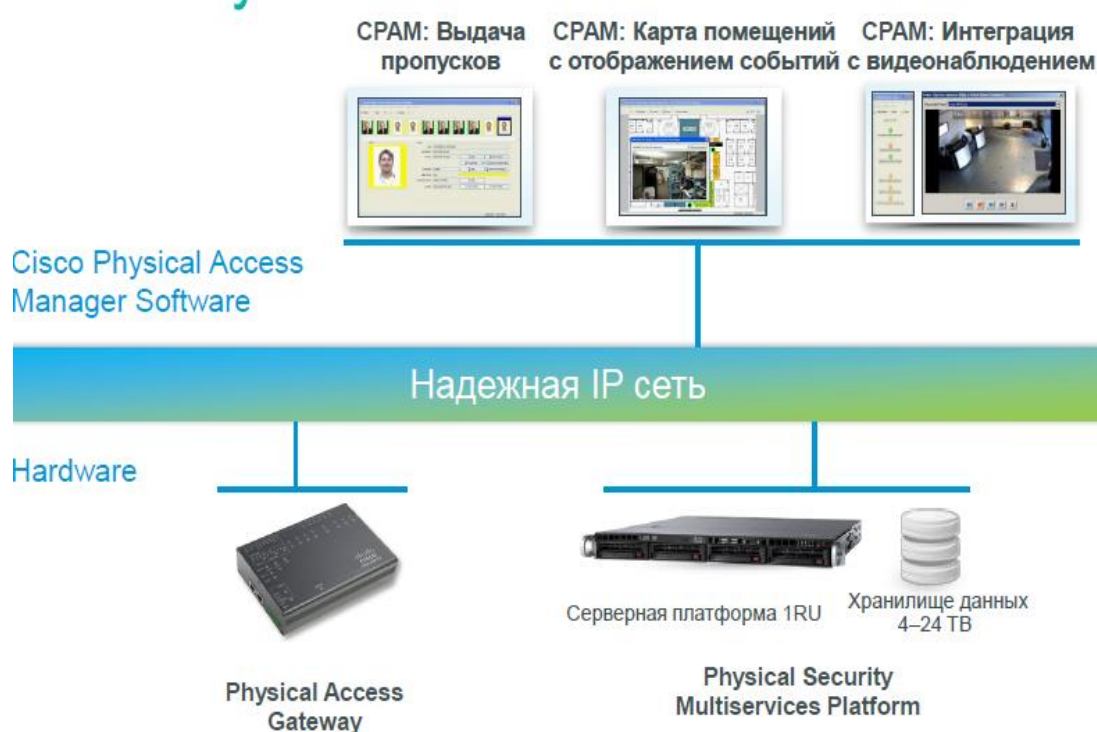 CPAM: Выдача
пропусков
CPAM: Карта помещений
с отображением событий
CPAM: Интеграция
с видеонаблюдением
Cisco Physical Access
Manager Software
Надежная IP сеть
Hardware
Серверная платформа 1RU
Хранилище данных
4–24 TB
Physical Access
Gateway
Physical Security
Multiservices Platform